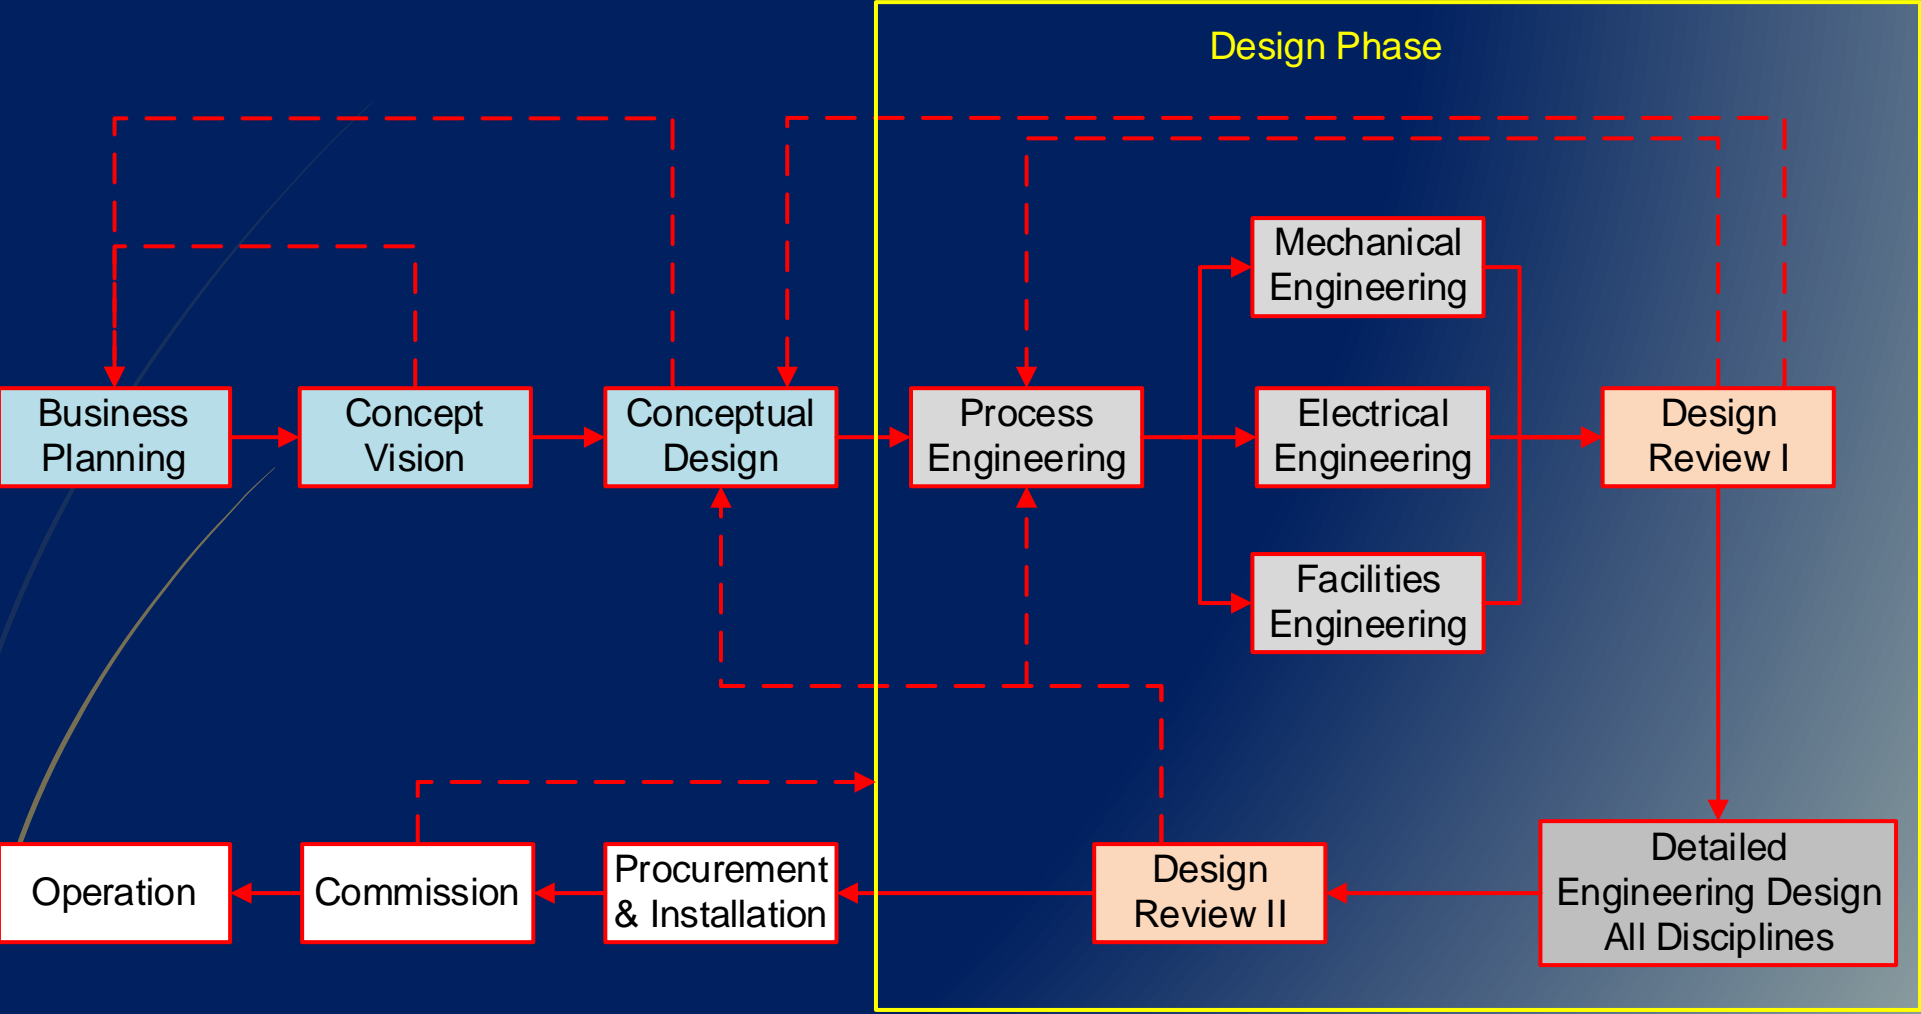 Design Phase
Mechanical
Engineering
Business
Planning
Concept
Vision
Conceptual
Design
Process
Engineering
Electrical
Engineering
Design
Review I
Facilities
Engineering
Operation
Commission
Procurement
& Installation
Design
Review II
Detailed
Engineering Design
All Disciplines